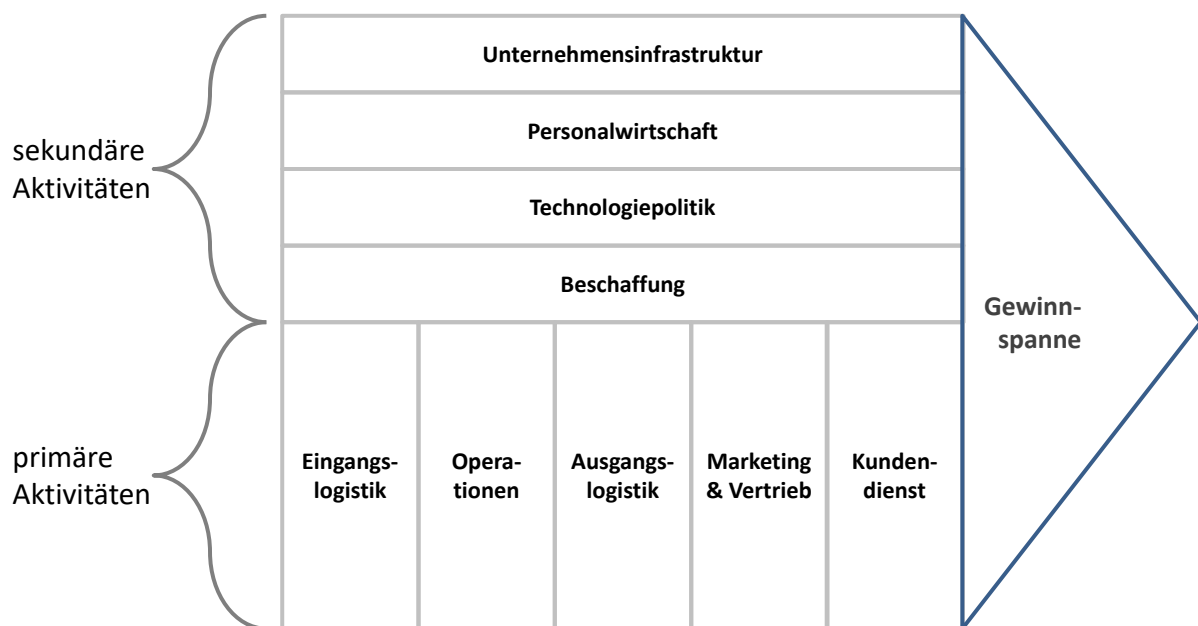 Unternehmensinfrastruktur
Personalwirtschaft
sekundäre
Aktivitäten
Technologiepolitik
Beschaffung
Gewinn-
spanne
primäre
Aktivitäten
Eingangs-
logistik
Opera-
tionen
Ausgangs-
logistik
Marketing
& Vertrieb
Kunden-
dienst